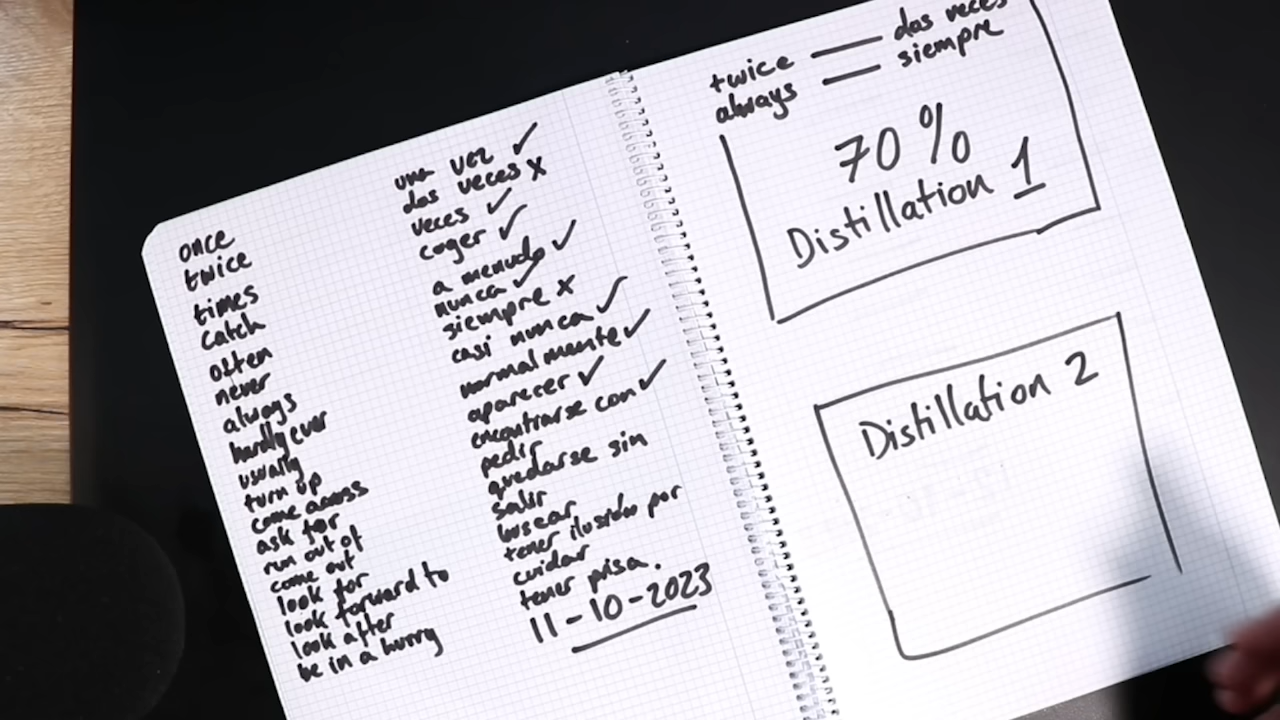 once
twice
times
catch
often
never
always
hardly ever
usually
turn up
come across
ask for
run out of
come out
look for
look forward to
look after
be in a hurry
una vez ✓
dos veces x
veces ✓
coger ✓
a menudo ✓
nunca ✓
siempre x
casi nunca ✓
normalmente ✓
aparecer ✓
encontrarse con ✓
pedir
quedarse sin
salir
buscar
tener ilusión por
cuidar
tener prisa.
11-10-2023
twice — dos veces
always — siempre
70%
Distillation 1
Distillation 2